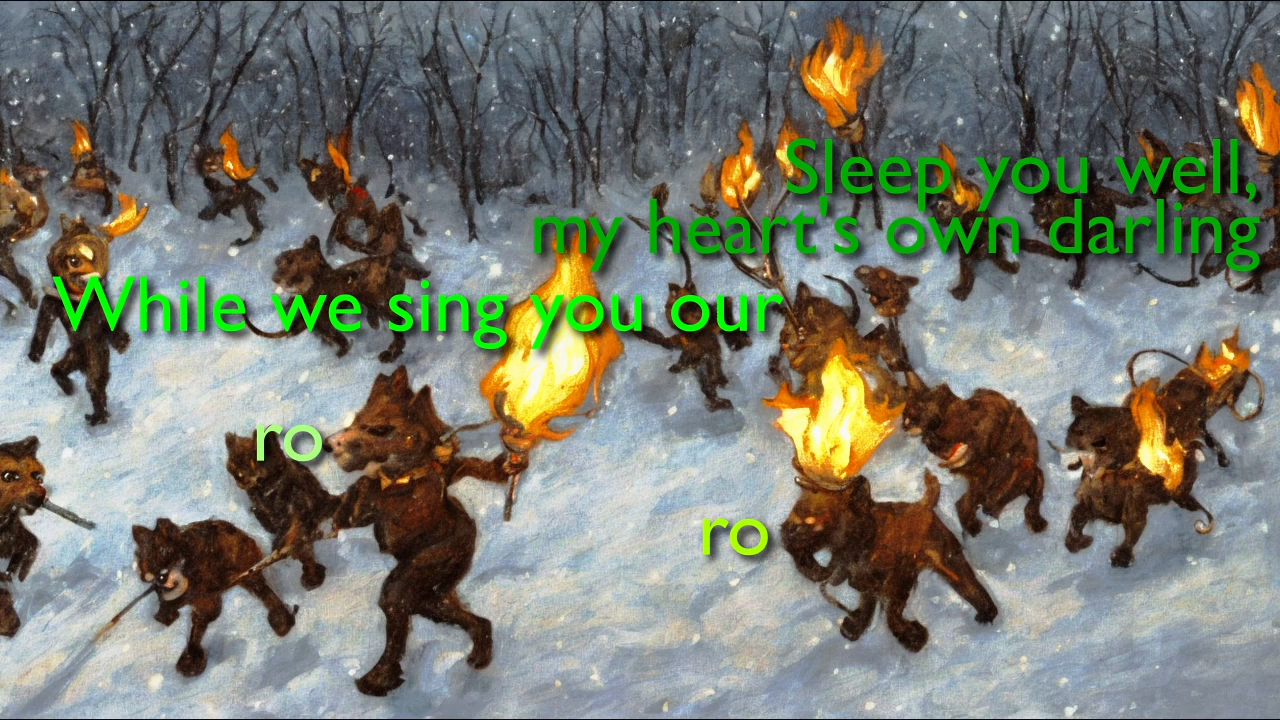 Sleep you well,
my heart's own darling
While we sing you our
ro
ro